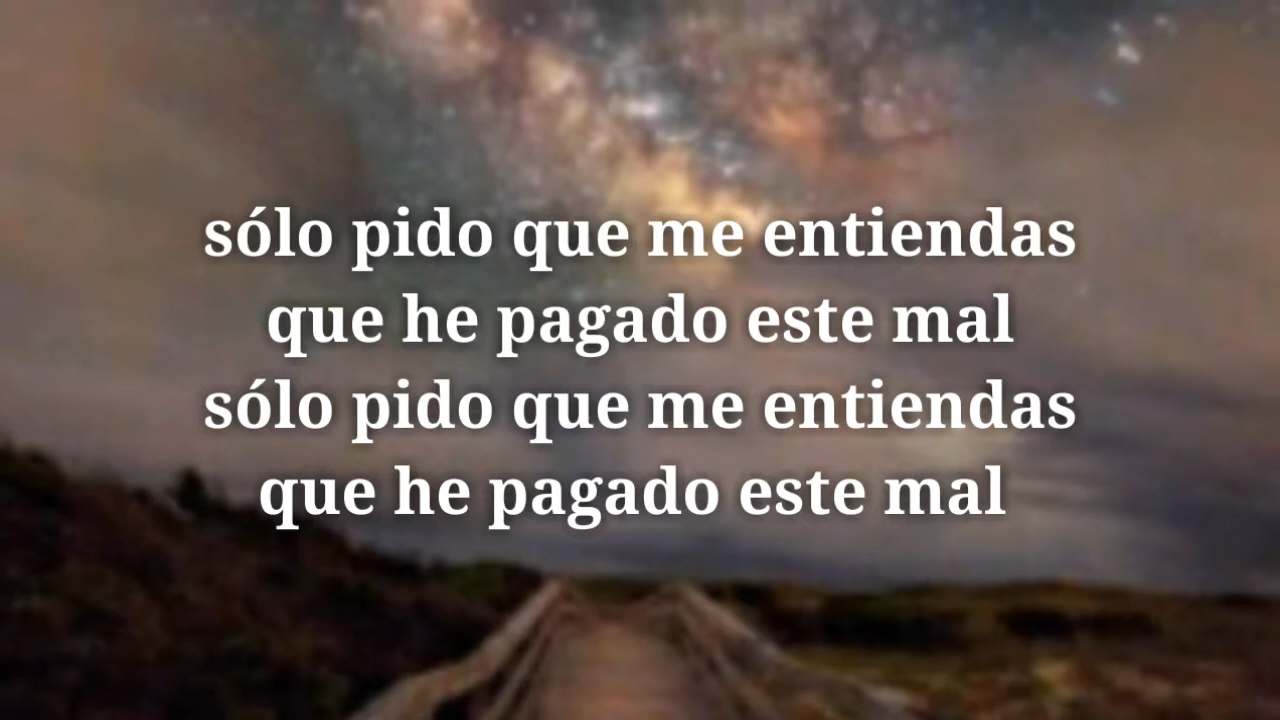 sólo pido que me entiendas
que he pagado este mal
sólo pido que me entiendas
que he pagado este mal